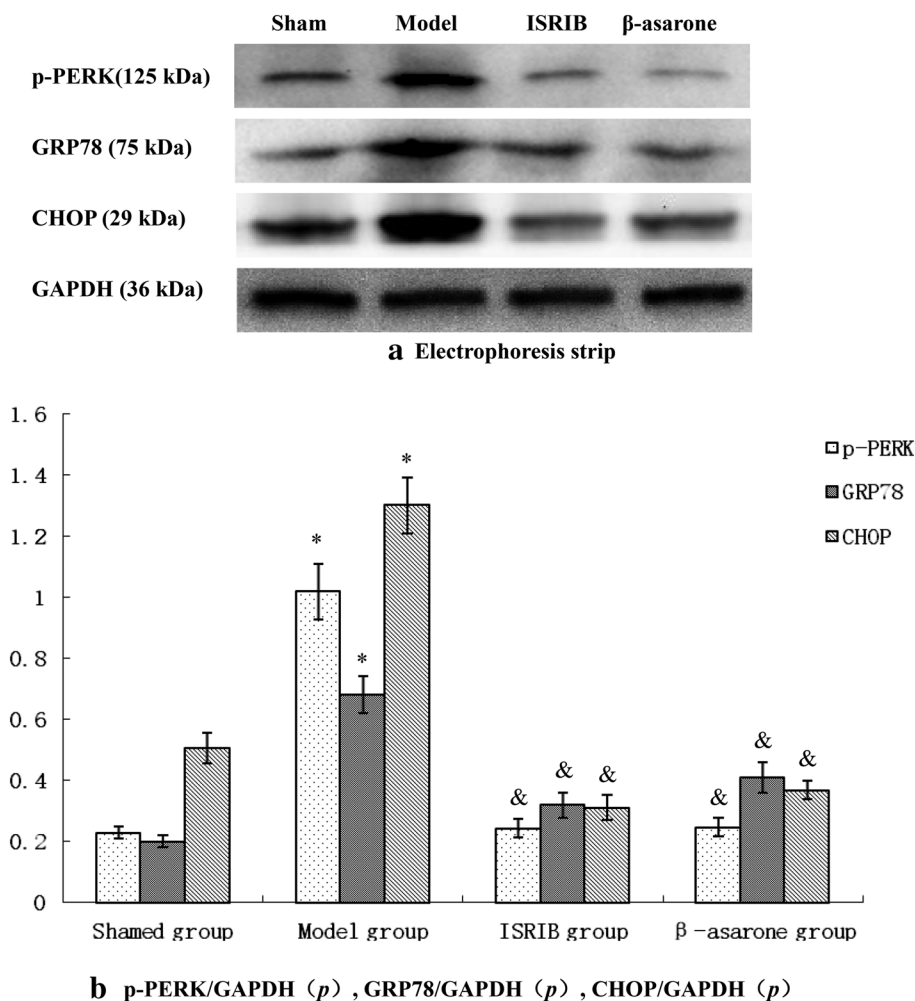 Sham Model ISRIB β-asarone
p-PERK(125 kDa)
GRP78 (75 kDa)
CHOP (29 kDa)
GAPDH (36 kDa)
a Electrophoresis strip
1.6
1.4
1.2
1
0.8
0.6
0.4
0.2
0
* * *
& & &
& & &
p-PERK
GRP78
CHOP
Shamed group Model group ISRIB group β-asarone group
b p-PERK/GAPDH (p) , GRP78/GAPDH (p) , CHOP/GAPDH (p)